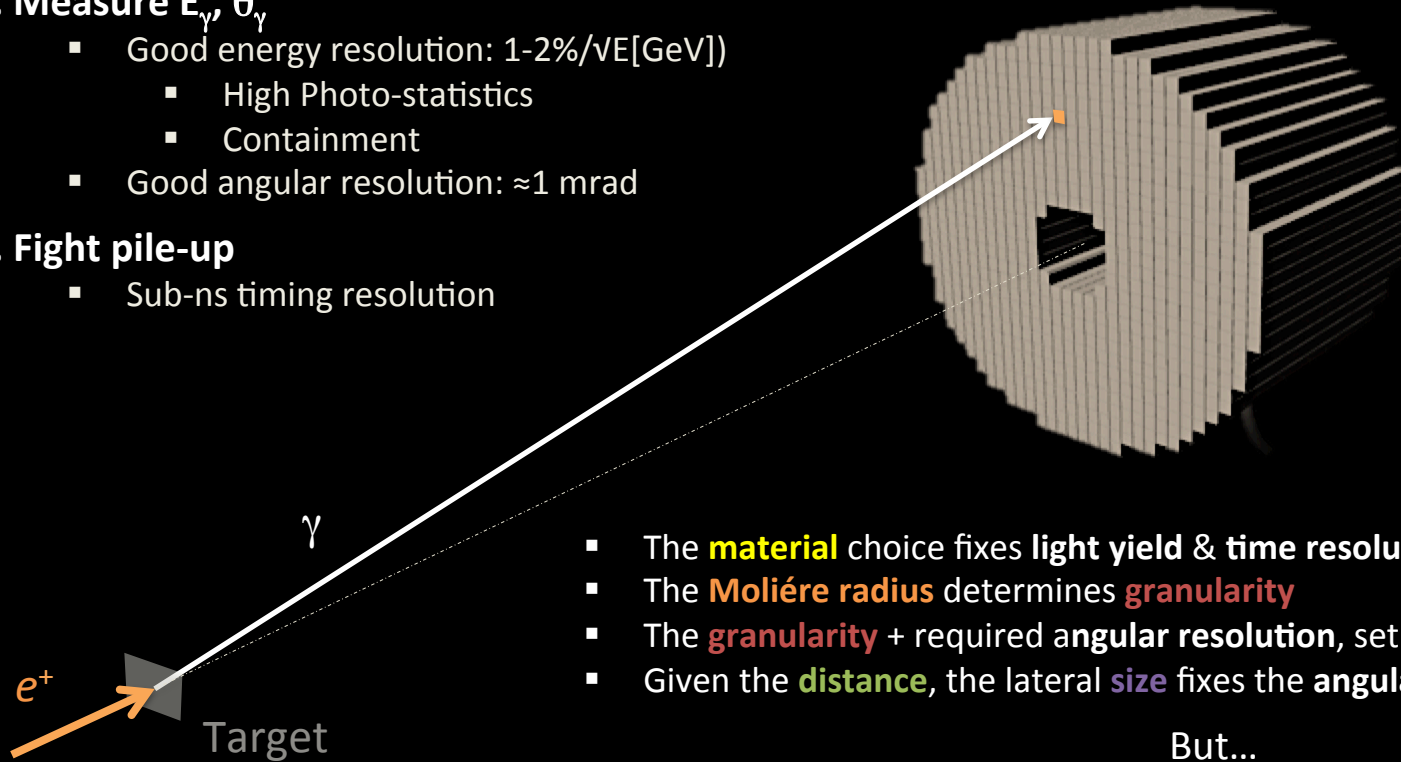 . Measure Eγ, θγ
▪ Good energy resolution: 1-2%/√E[GeV])
▪ High Photo-statistics
▪ Containment
▪ Good angular resolution: ≈1 mrad
. Fight pile-up
▪ Sub-ns timing resolution
γ
▪ The material choice fixes light yield & time resolu
▪ The Moliére radius determines granularity
▪ The granularity + required angular resolution, set
▪ Given the distance, the lateral size fixes the angula
e+
Target
But...